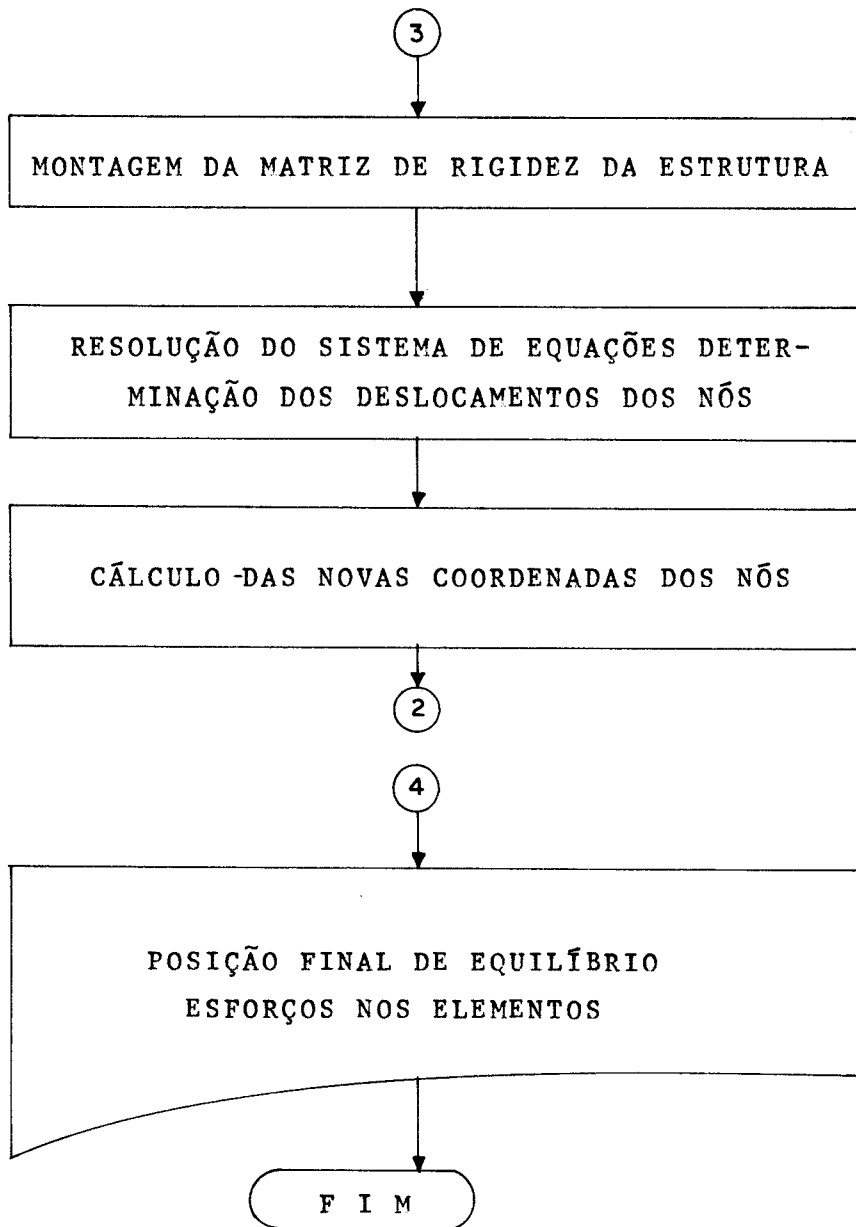 3
MONTAGEM DA MATRIZ DE RIGIDEZ DA ESTRUTURA
RESOLUÇÃO DO SISTEMA DE EQUAÇÕES DETER-
MINAÇÃO DOS DESLOCAMENTOS DOS NÓS
CÁLCULO -DAS NOVAS COORDENADAS DOS NÓS
2
4
POSIÇÃO FINAL DE EQUILÍBRIO
ESFORÇOS NOS ELEMENTOS
F I M